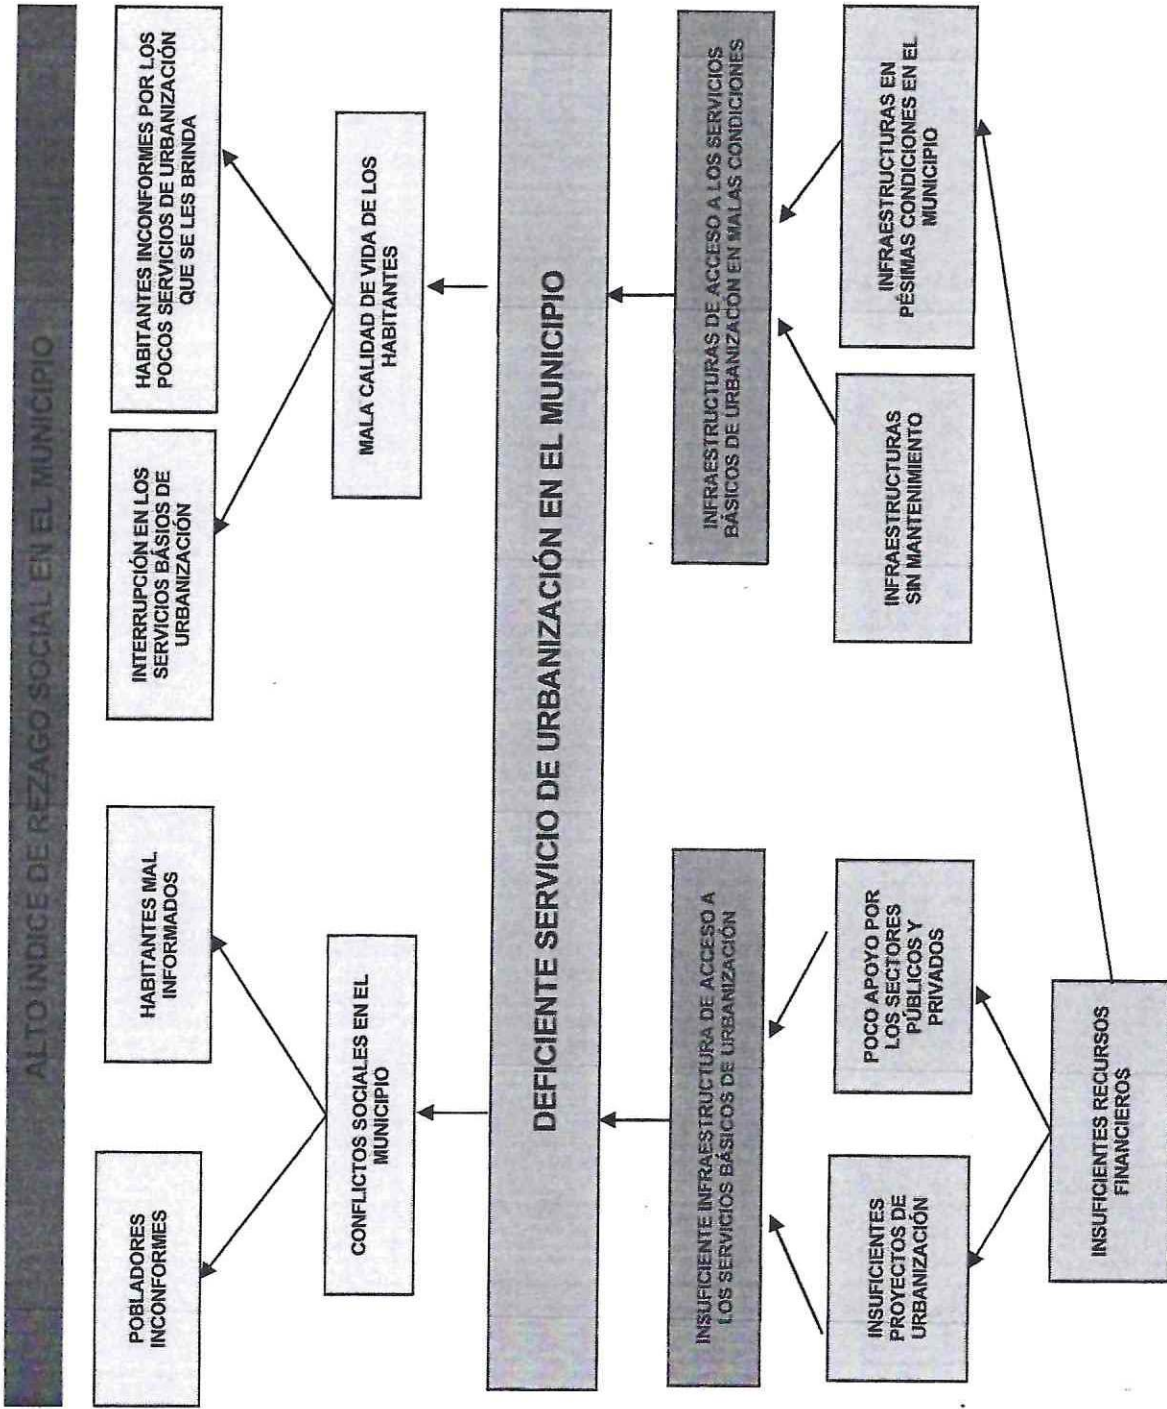 ALTO ÍNDICE DE REZAGO SOCIAL EN EL MUNICIPIO
POBLADORES
INCONFORMES
HABITANTES MAL
INFORMADOS
INTERRUPCIÓN EN LOS
SERVICIOS BÁSIOS DE
URBANIZACIÓN
HABITANTES INCONFORMES POR LOS
POCOS SERVICIOS DE URBANIZACIÓN
QUE SE LES BRINDA
CONFLICTOS SOCIALES EN EL
MUNICIPIO
MALA CALIDAD DE VIDA DE LOS
HABITANTES
DEFICIENTE SERVICIO DE URBANIZACIÓN EN EL MUNICIPIO
INSUFICIENTE INFRAESTRUCTURA DE ACCESO A
LOS SERVICIOS BÁSICOS DE URBANIZACIÓN
INFRAESTRUCTURAS DE ACCESO A LOS SERVICIOS
BÁSICOS DE URBANIZACÓN EN MALAS CONDICIONES
INSUFICIENTES
PROYECTOS DE
URBANIZACIÓN
POCO APOYO POR
LOS SECTORES
PÚBLICOS Y
PRIVADOS
INFRAESTRUCTURAS
SIN MANTENIMIENTO
INFRAESTRUCTURAS EN
PÉSIMAS CONDICIONES EN EL
MUNICIPIO
INSUFICIENTES RECURSOS
FINANCIEROS